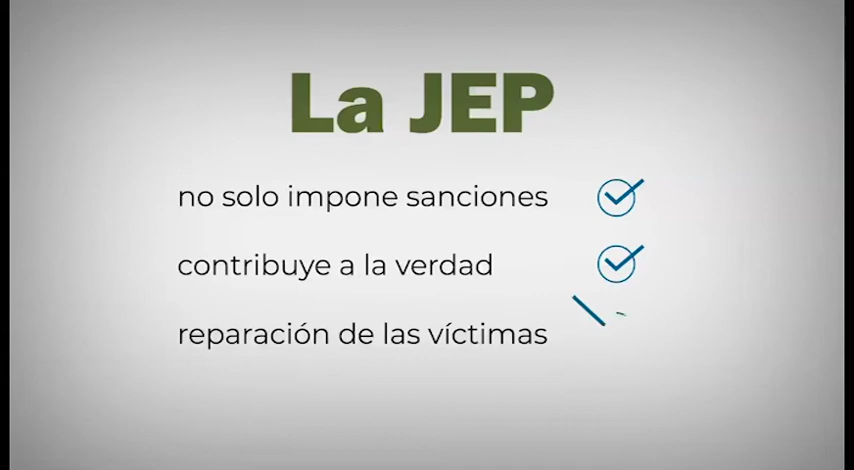 La JEP
no solo impone sanciones
contribuye a la verdad
reparación de las víctimas